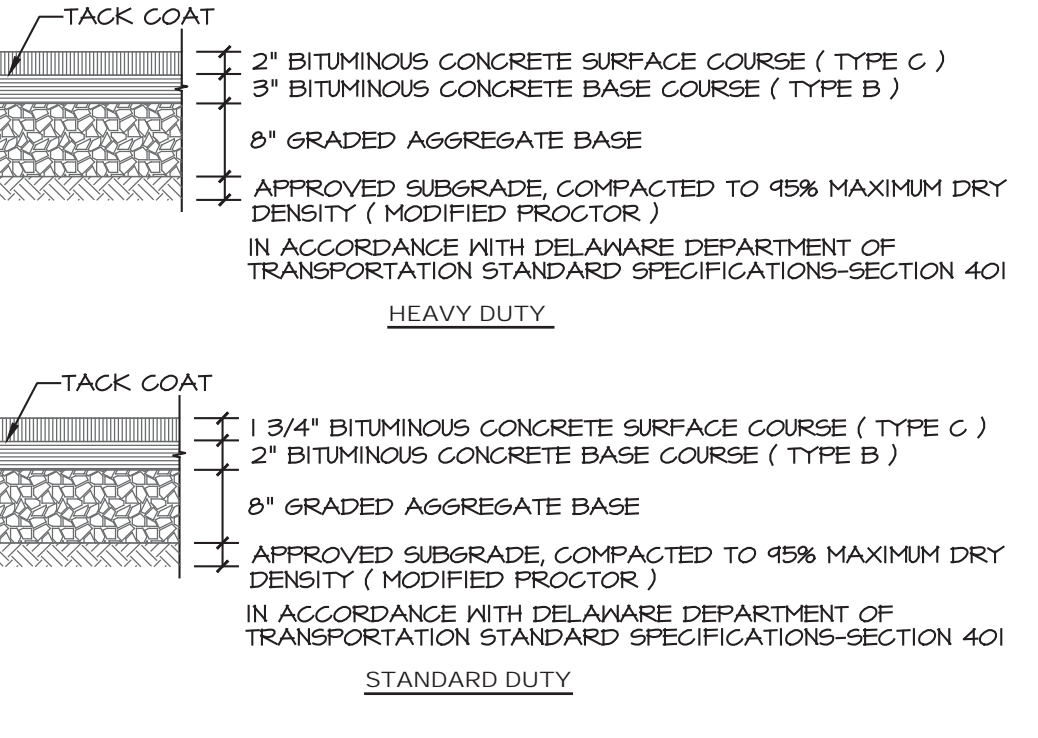 TACK COAT
2" BITUMINOUS CONCRETE SURFACE COURSE ( TYPE C )
3" BITUMINOUS CONCRETE BASE COURSE ( TYPE B )
8" GRADED AGGREGATE BASE
APPROVED SUBGRADE, COMPACTED TO 95% MAXIMUM DRY
DENSITY ( MODIFIED PROCTOR )
IN ACCORDANCE WITH DELAWARE DEPARTMENT OF
TRANSPORTATION STANDARD SPECIFICATIONS-SECTION 401
HEAVY DUTY
TACK COAT
1 3/4" BITUMINOUS CONCRETE SURFACE COURSE ( TYPE C )
2" BITUMINOUS CONCRETE BASE COURSE ( TYPE B )
8" GRADED AGGREGATE BASE
APPROVED SUBGRADE, COMPACTED TO 95% MAXIMUM DRY
DENSITY ( MODIFIED PROCTOR )
IN ACCORDANCE WITH DELAWARE DEPARTMENT OF
TRANSPORTATION STANDARD SPECIFICATIONS-SECTION 401
STANDARD DUTY